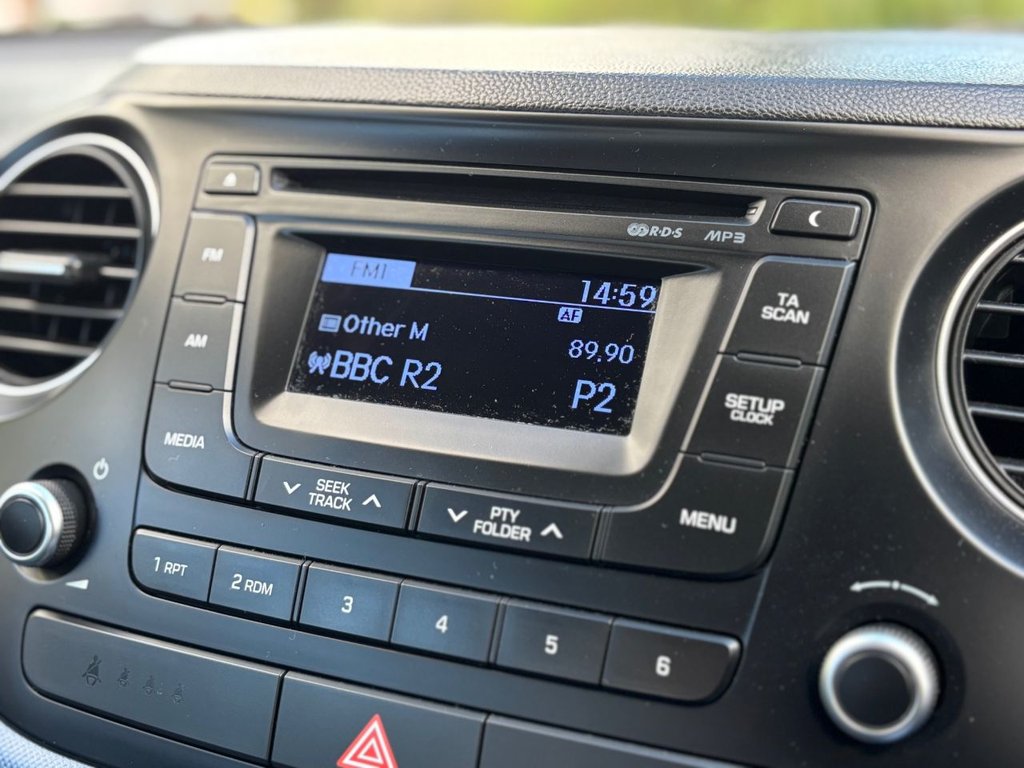 R·D·S MP3
FM
FM1
14:59
TA
SCAN
AF
AM
Other M
89.90
BBC R2
P2
SETUP
CLOCK
MEDIA
SEEK
TRACK
PTY
FOLDER
MENU
1 RPT
2 RDM
3
4
5
6